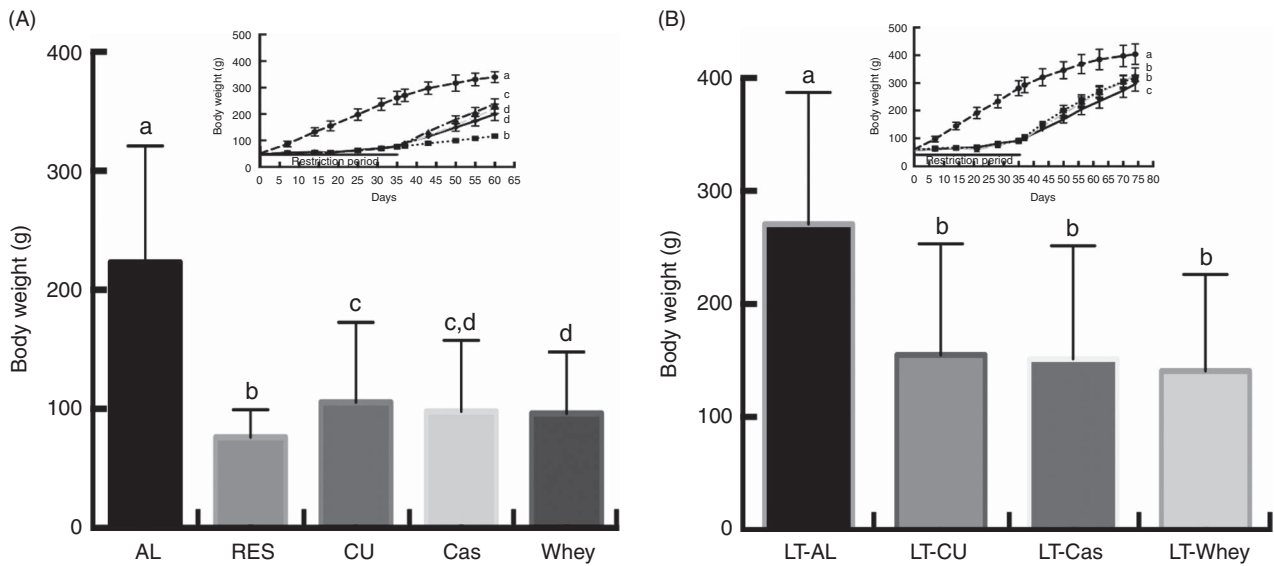 (A)
Body weight (g)
400
300
200
100
0
a
b
c
c,d
d
AL RES CU Cas Whey
Body weight (g)
500
400
300
200
100
0
a
c
d
d
b
Restriction period
0 5 10 15 20 25 30 35 40 45 50 55 60 65
Days
(B)
Body weight (g)
400
300
200
100
0
a
b
b
b
LT-AL LT-CU LT-Cas LT-Whey
Body weight (g)
500
400
300
200
100
0
a
b
b
c
Restriction period
0 5 10 15 20 25 30 35 40 45 50 55 60 65 70 75 80
Days